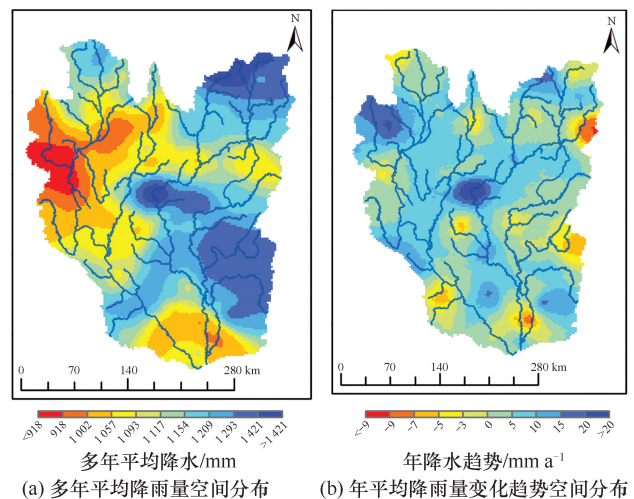 N
N
0 70 140 280 km
0 70 140 280 km
<918 918 1 002 1 057 1 093 1 117 1 154 1 209 1 293 1 421 >1 421
<-9 -9 -7 -5 -3 0 5 10 15 20 >20
多年平均降水/mm
年降水趋势/mm a⁻¹
(a) 多年平均降雨量空间分布
(b) 年平均降雨量变化趋势空间分布